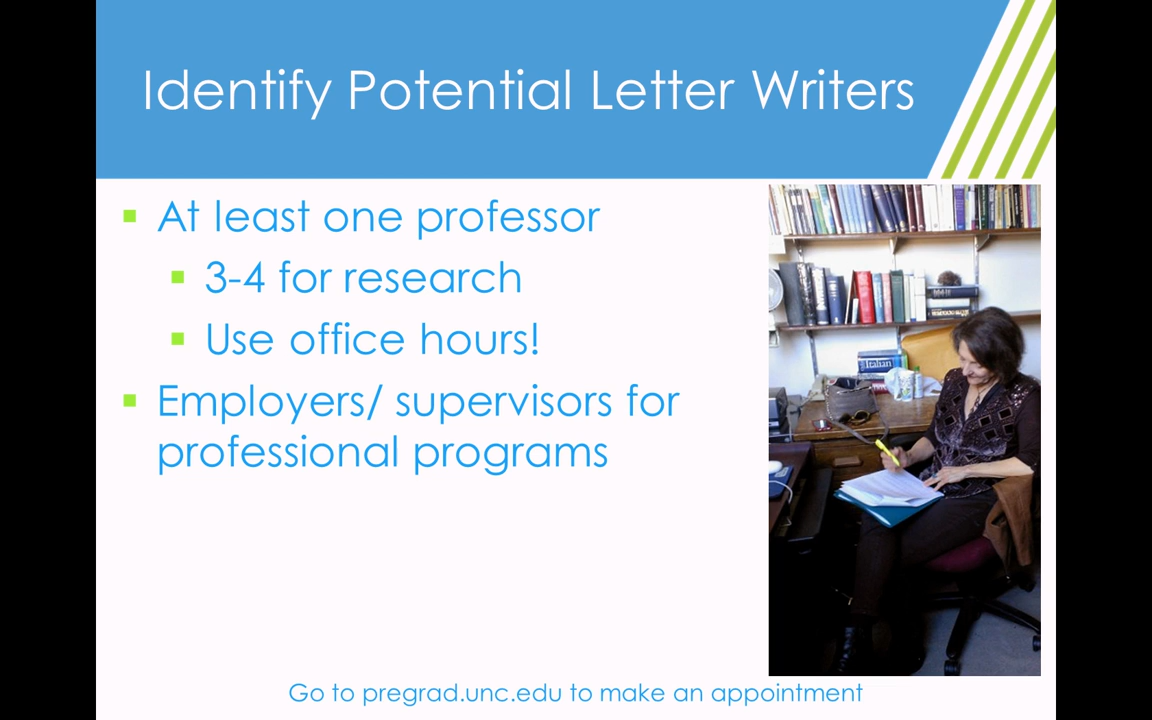 Identify Potential Letter Writers
At least one professor
3-4 for research
Use office hours!
Employers/ supervisors for
professional programs
Italian
Go to pregrad.unc.edu to make an appointment